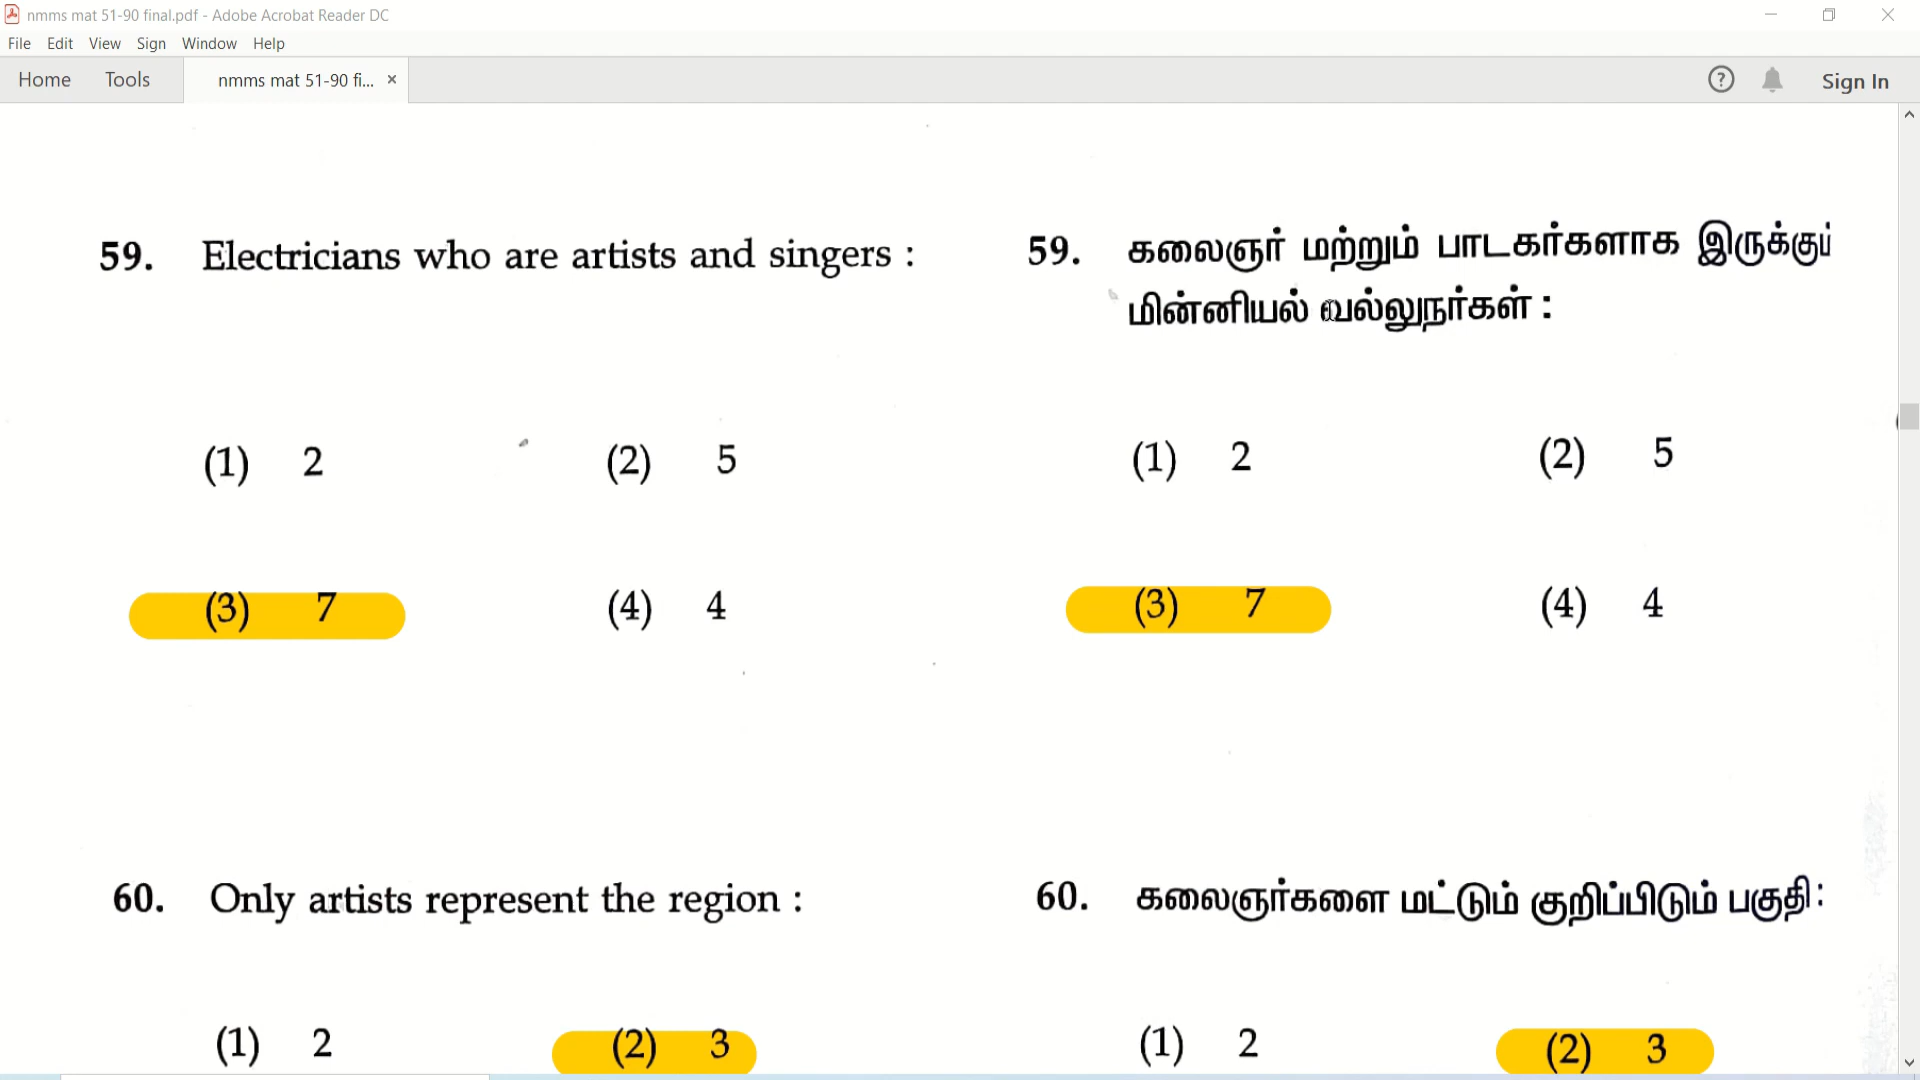 nmms mat 51-90 final.pdf - Adobe Acrobat Reader DC
File Edit View Sign Window Help
Home Tools nmms mat 51-90 fi... × ? Sign In
59. Electricians who are artists and singers :
(1) 2 (2) 5
(3) 7 (4) 4
60. Only artists represent the region :
(1) 2 (2) 3
59. கலைஞர் மற்றும் பாடகர்களாக இருக்கும்
மின்னியல் வல்லுநர்கள் :
(1) 2 (2) 5
(3) 7 (4) 4
60. கலைஞர்களை மட்டும் குறிப்பிடும் பகுதி :
(1) 2 (2) 3